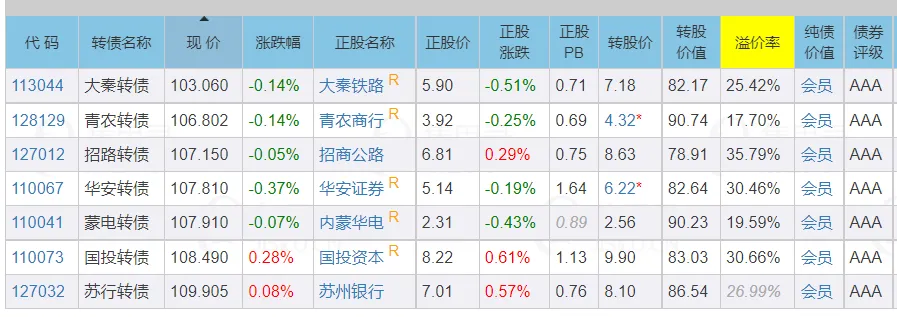 代 码 转债名称 现 价 涨跌幅 正股名称 正股价 正股涨跌 正股PB 转股价 转股价值 溢价率 纯债价值 债券评级
113044 大秦转债 103.060 -0.14% 大秦铁路 R 5.90 -0.51% 0.71 7.18 82.17 25.42% 会员 AAA
128129 青农转债 106.802 -0.14% 青农商行 R 3.92 -0.25% 0.69 4.32* 90.74 17.70% 会员 AAA
127012 招路转债 107.150 -0.05% 招商公路 6.81 0.29% 0.75 8.63 78.91 35.79% 会员 AAA
110067 华安转债 107.810 -0.37% 华安证券 R 5.14 -0.19% 1.64 6.22* 82.64 30.46% 会员 AAA
110041 蒙电转债 107.910 -0.07% 内蒙华电 R 2.31 -0.43% 0.89 2.56 90.23 19.59% 会员 AAA
110073 国投转债 108.490 0.28% 国投资本 R 8.22 0.61% 1.13 9.90 83.03 30.66% 会员 AAA
127032 苏行转债 109.905 0.08% 苏州银行 7.01 0.57% 0.76 8.10 86.54 26.99% 会员 AAA